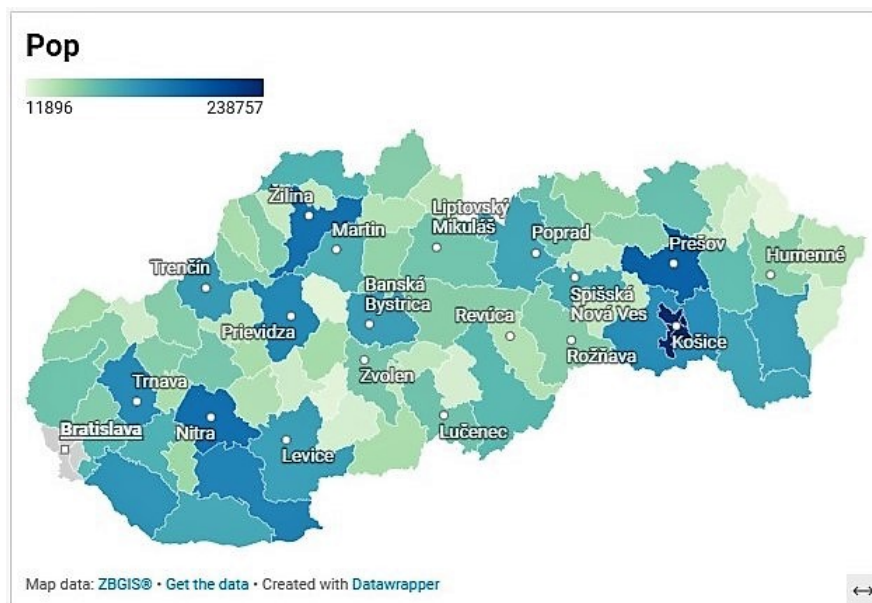 Pop
11896 238757
Žilina
Liptovský
Mikuláš
Martin
Poprad
Prešov
Humenné
Trenčín
Banská
Bystrica
Spišská
Nová Ves
Prievidza
Revúca
Košice
Rožňava
Zvolen
Trnava
Bratislava
Nitra
Lučenec
Levice
Map data: ZBGIS® • Get the data • Created with Datawrapper